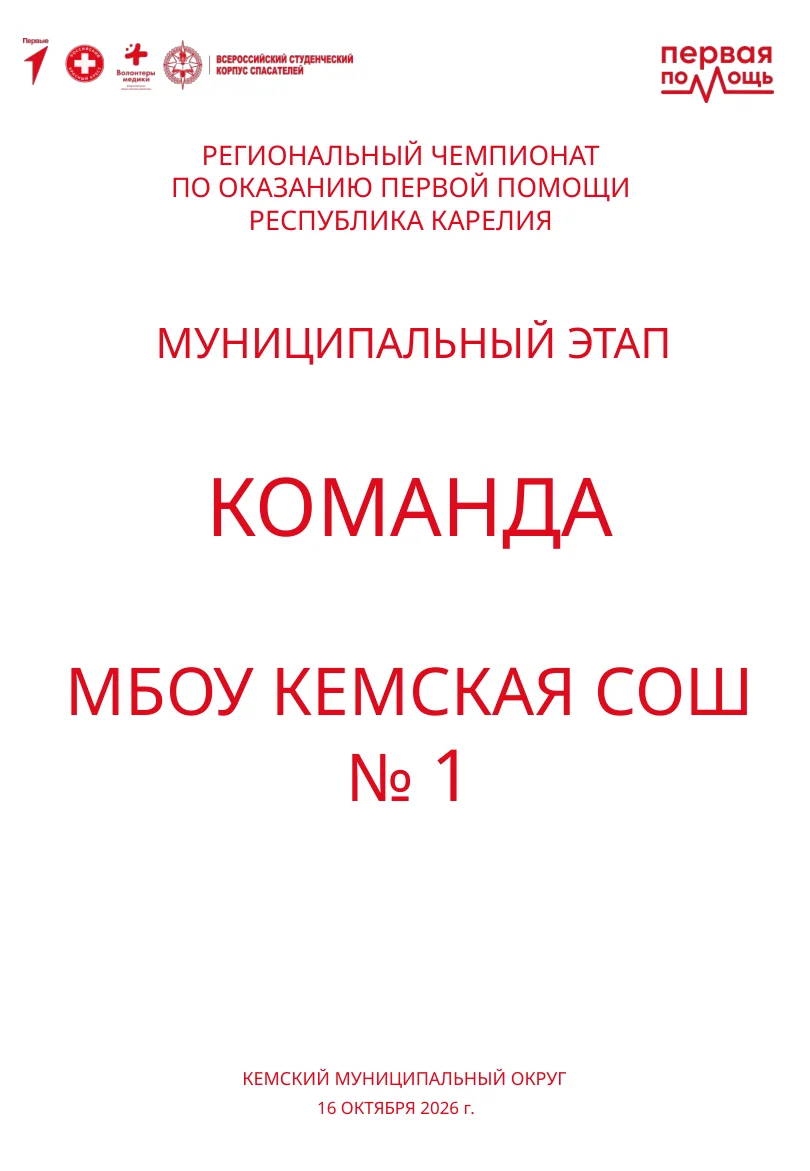 Первые
Волонтеры
медики
ВСЕРОССИЙСКИЙ СТУДЕНЧЕСКИЙ
КОРПУС СПАСАТЕЛЕЙ
первая
помощь
РЕГИОНАЛЬНЫЙ ЧЕМПИОНАТ
ПО ОКАЗАНИЮ ПЕРВОЙ ПОМОЩИ
РЕСПУБЛИКА КАРЕЛИЯ
МУНИЦИПАЛЬНЫЙ ЭТАП
КОМАНДА
МБОУ КЕМСКАЯ СОШ
№ 1
КЕМСКИЙ МУНИЦИПАЛЬНЫЙ ОКРУГ
16 ОКТЯБРЯ 2026 г.